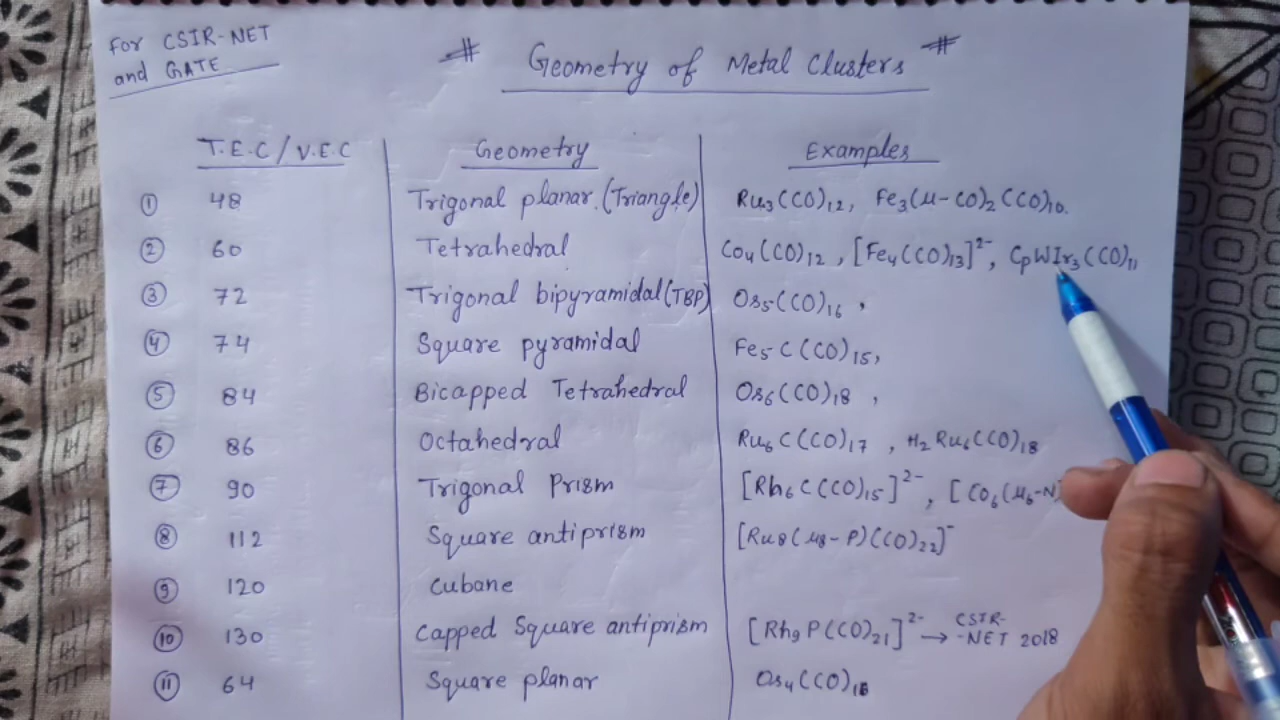 For CSIR-NET
and GATE
# Geometry of Metal Clusters #
T.E.C / V.E.C Geometry Examples
① 48 Trigonal planar (Triangle) Ru3(CO)12, Fe3(μ-CO)2(CO)10.
② 60 Tetrahedral Co4(CO)12, [Fe4(CO)13]2-, CpWIr3(CO)11
③ 72 Trigonal bipyramidal (TBP) Os5(CO)16,
④ 74 Square pyramidal Fe5C(CO)15,
⑤ 84 Bicapped Tetrahedral Os6(CO)18,
⑥ 86 Octahedral Ru6C(CO)17, H2Ru6(CO)18
⑦ 90 Trigonal Prism [Rh6C(CO)15]2-, [Co6(μ6-N)
⑧ 112 Square antiprism [Ru8(μ8-P)(CO)22]-
⑨ 120 Cubane
⑩ 130 Capped Square antiprism [Rh9P(CO)21]2- → CSIR-
-NET 2018
⑪ 64 Square planar Os4(CO)16